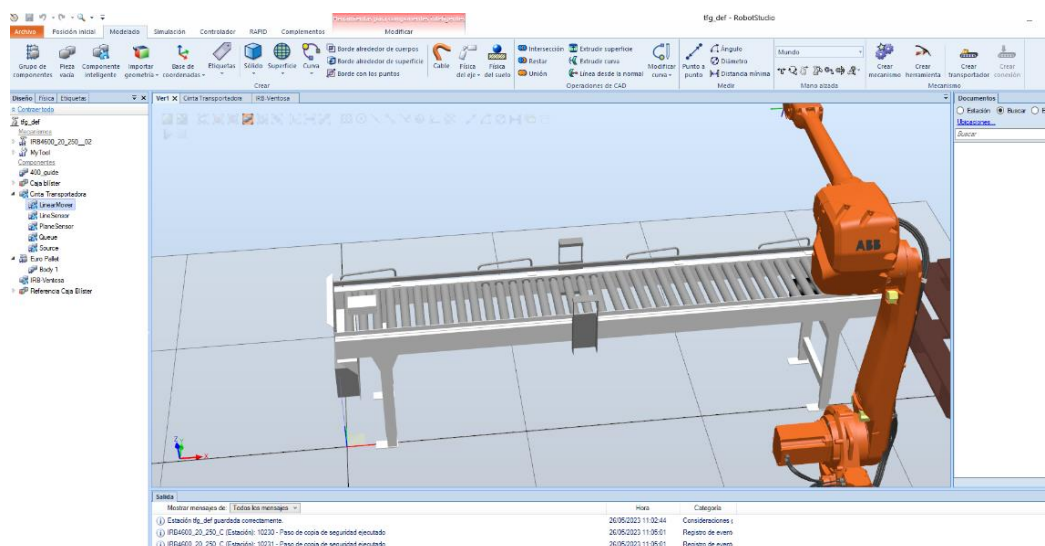 tfg_def - RobotStudio
Archivo Posición inicial Modelado Simulación Controlador RAPID Complementos Modificar
Grupo de componentes
Pieza vacía
Componente inteligente
Importar geometría
Base de coordenadas
Etiquetas
Sólido
Superficie
Curva
Borde alrededor de cuerpos
Borde alrededor de superficie
Borde con los puntos
Crear
Cable
Física del eje
Física del suelo
Intersección
Restar
Unión
Extrude superficie
Extrude curva
Línea desde la normal
Modificar curva
Operaciones de CAD
Punto a punto
Ángulo
Diámetro
Distancia mínima
Medir
Mundo
Mano alzada
Crear mecanismo
Crear herramienta
Crear transportador
Crear conexión
Mecanismo
Diseño Física Etiquetas
Contraer todo
tfg_def
Mecanismos
IRB4600_20_250__02
MyTool
Componentes
400_guide
Caja blíster
Cinta Transportadora
LinearMover
LineSensor
PlaneSensor
Queue
Source
Euro Pallet
Body 1
IRB-Ventosa
Referencia Caja Blíster
Ver1 Cinta Transportadora IRB-Ventosa
ABB
Z
X
Documentos
Estación Buscar
Ubicaciones...
Buscar
Salida
Mostrar mensajes de: Todos los mensajes Hora Categoría
Estación tfg_def guardada correctamente. 26/05/2023 11:02:44 Consideraciones
IRB4600_20_250_C (Estación): 10230 - Paso de copia de seguridad ejecutado 26/05/2023 11:05:01 Registro de evento
IRB4600_20_250_C (Estación): 10231 - Paso de copia de seguridad ejecutado 26/05/2023 11:05:01 Registro de evento